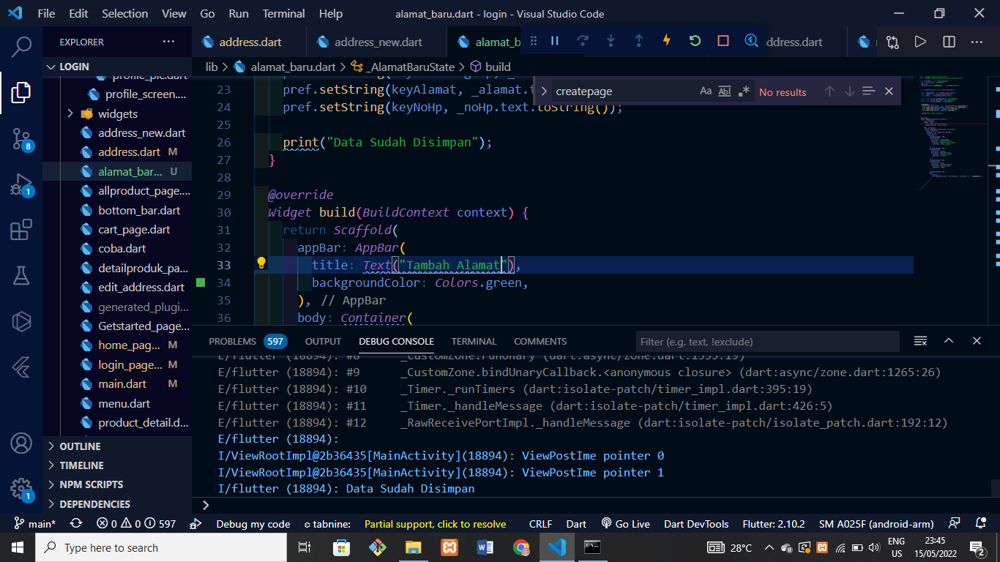 File Edit Selection View Go Run Terminal Help alamat_baru.dart - login - Visual Studio Code
EXPLORER
address.dart address_new.dart alamat_b ddress.dart
LOGIN
lib > alamat_baru.dart > _AlamatBaruState > build
createpage Aa Ab No results
profile_pic.dart
profile_screen....
widgets
address_new.dart
address.dart M
alamat_bar... U
allproduct_page....
bottom_bar.dart
cart_page.dart
coba.dart
detailproduk_pa...
edit_address.dart
generated_plugi...
Getstarted_page...
home_pag... M
login_page... M
main.dart M
menu.dart
product_detail.d...
OUTLINE
TIMELINE
NPM SCRIPTS
DEPENDENCIES
8
1
1
23 pref.setString(keyAlamat, _alamat.t
24 pref.setString(keyNoHp, _noHp.text.toString());
25
26 print("Data Sudah Disimpan");
27 }
28
29 @override
30 Widget build(BuildContext context) {
31 return Scaffold(
32 appBar: AppBar(
33 title: Text("Tambah Alamat"),
34 backgroundColor: Colors.green,
35 ), // AppBar
36 body: Container(
PROBLEMS 597 OUTPUT DEBUG CONSOLE TERMINAL COMMENTS Filter (e.g. text, !exclude)
E/flutter (18894): #8 _CustomZone.runUnary (dart:async/zone.dart:1399:19)
E/flutter (18894): #9 _CustomZone.bindUnaryCallback.<anonymous closure> (dart:async/zone.dart:1265:26)
E/flutter (18894): #10 _Timer._runTimers (dart:isolate-patch/timer_impl.dart:395:19)
E/flutter (18894): #11 _Timer._handleMessage (dart:isolate-patch/timer_impl.dart:426:5)
E/flutter (18894): #12 _RawReceivePortImpl._handleMessage (dart:isolate-patch/isolate_patch.dart:192:12)
E/flutter (18894):
I/ViewRootImpl@2b36435[MainActivity](18894): ViewPostIme pointer 0
I/ViewRootImpl@2b36435[MainActivity](18894): ViewPostIme pointer 1
I/flutter (18894): Data Sudah Disimpan
main* 0 0 597 Debug my code tabnine: Partial support, click to resolve CRLF Dart Go Live Dart DevTools Flutter: 2.10.2 SM A025F (android-arm)
Type here to search 28°C ENG US 23:45 15/05/2022 2